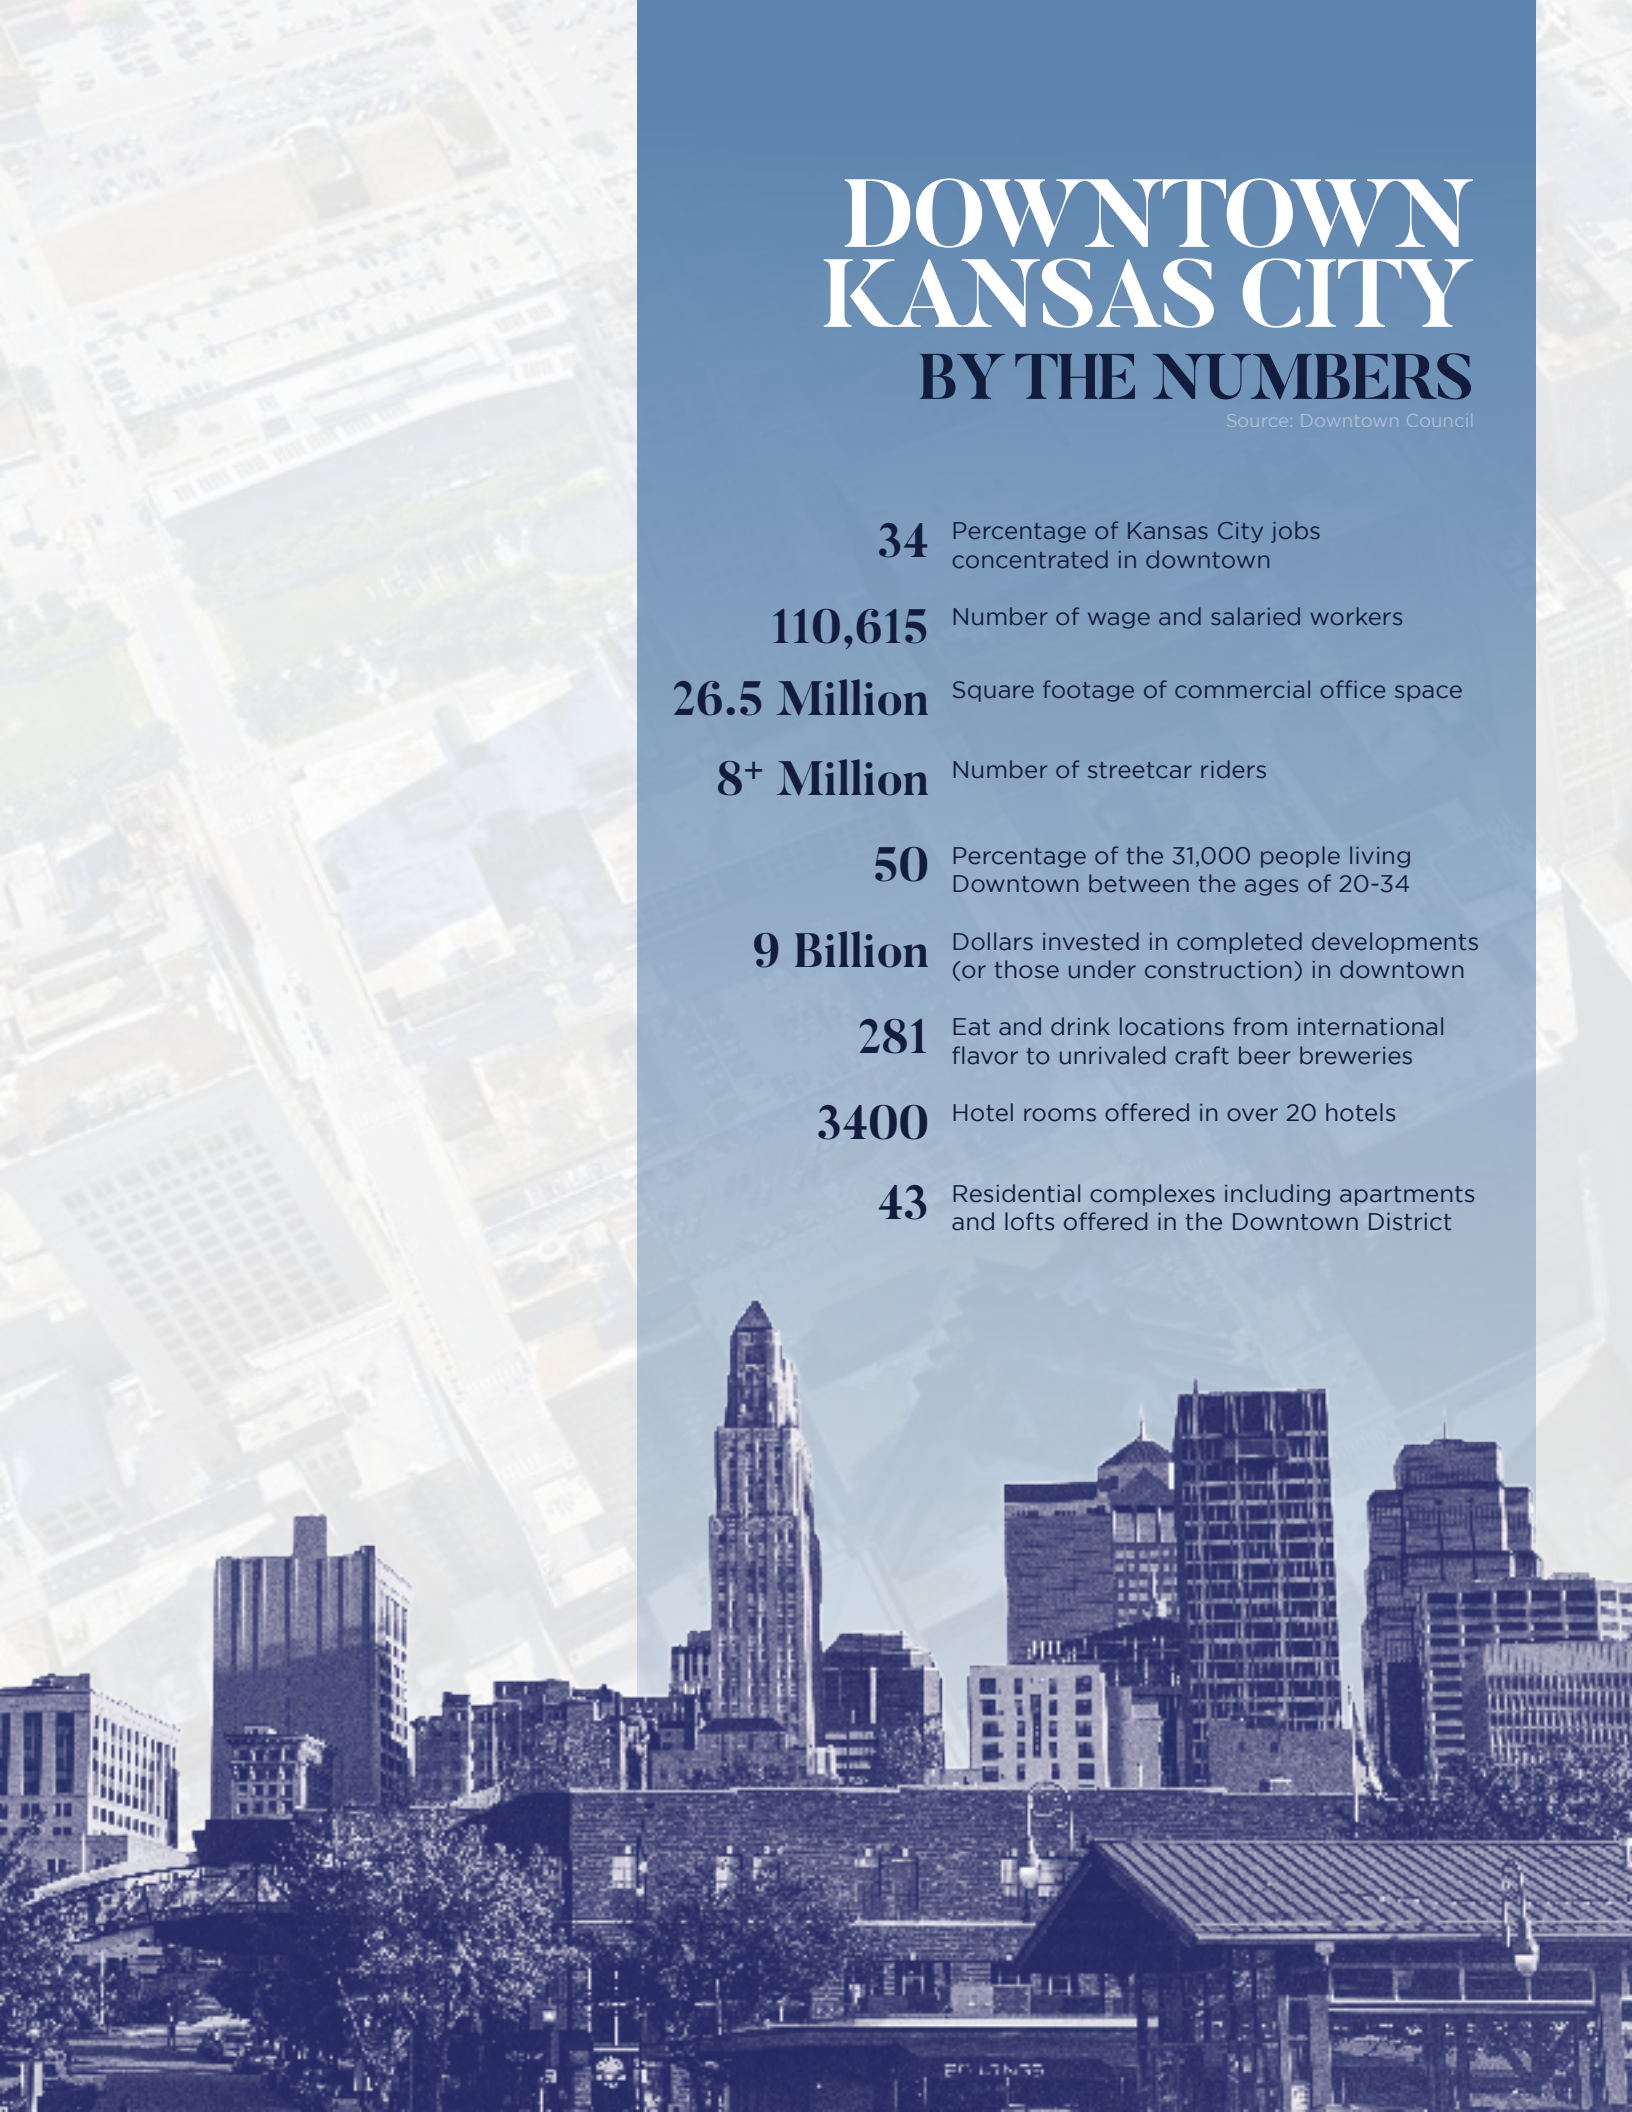 DOWNTOWN
KANSAS CITY
BY THE NUMBERS
Source: Downtown Council
34 Percentage of Kansas City jobs
concentrated in downtown
110,615 Number of wage and salaried workers
26.5 Million Square footage of commercial office space
8+ Million Number of streetcar riders
50 Percentage of the 31,000 people living
Downtown between the ages of 20-34
9 Billion Dollars invested in completed developments
(or those under construction) in downtown
281 Eat and drink locations from international
flavor to unrivaled craft beer breweries
3400 Hotel rooms offered in over 20 hotels
43 Residential complexes including apartments
and lofts offered in the Downtown District